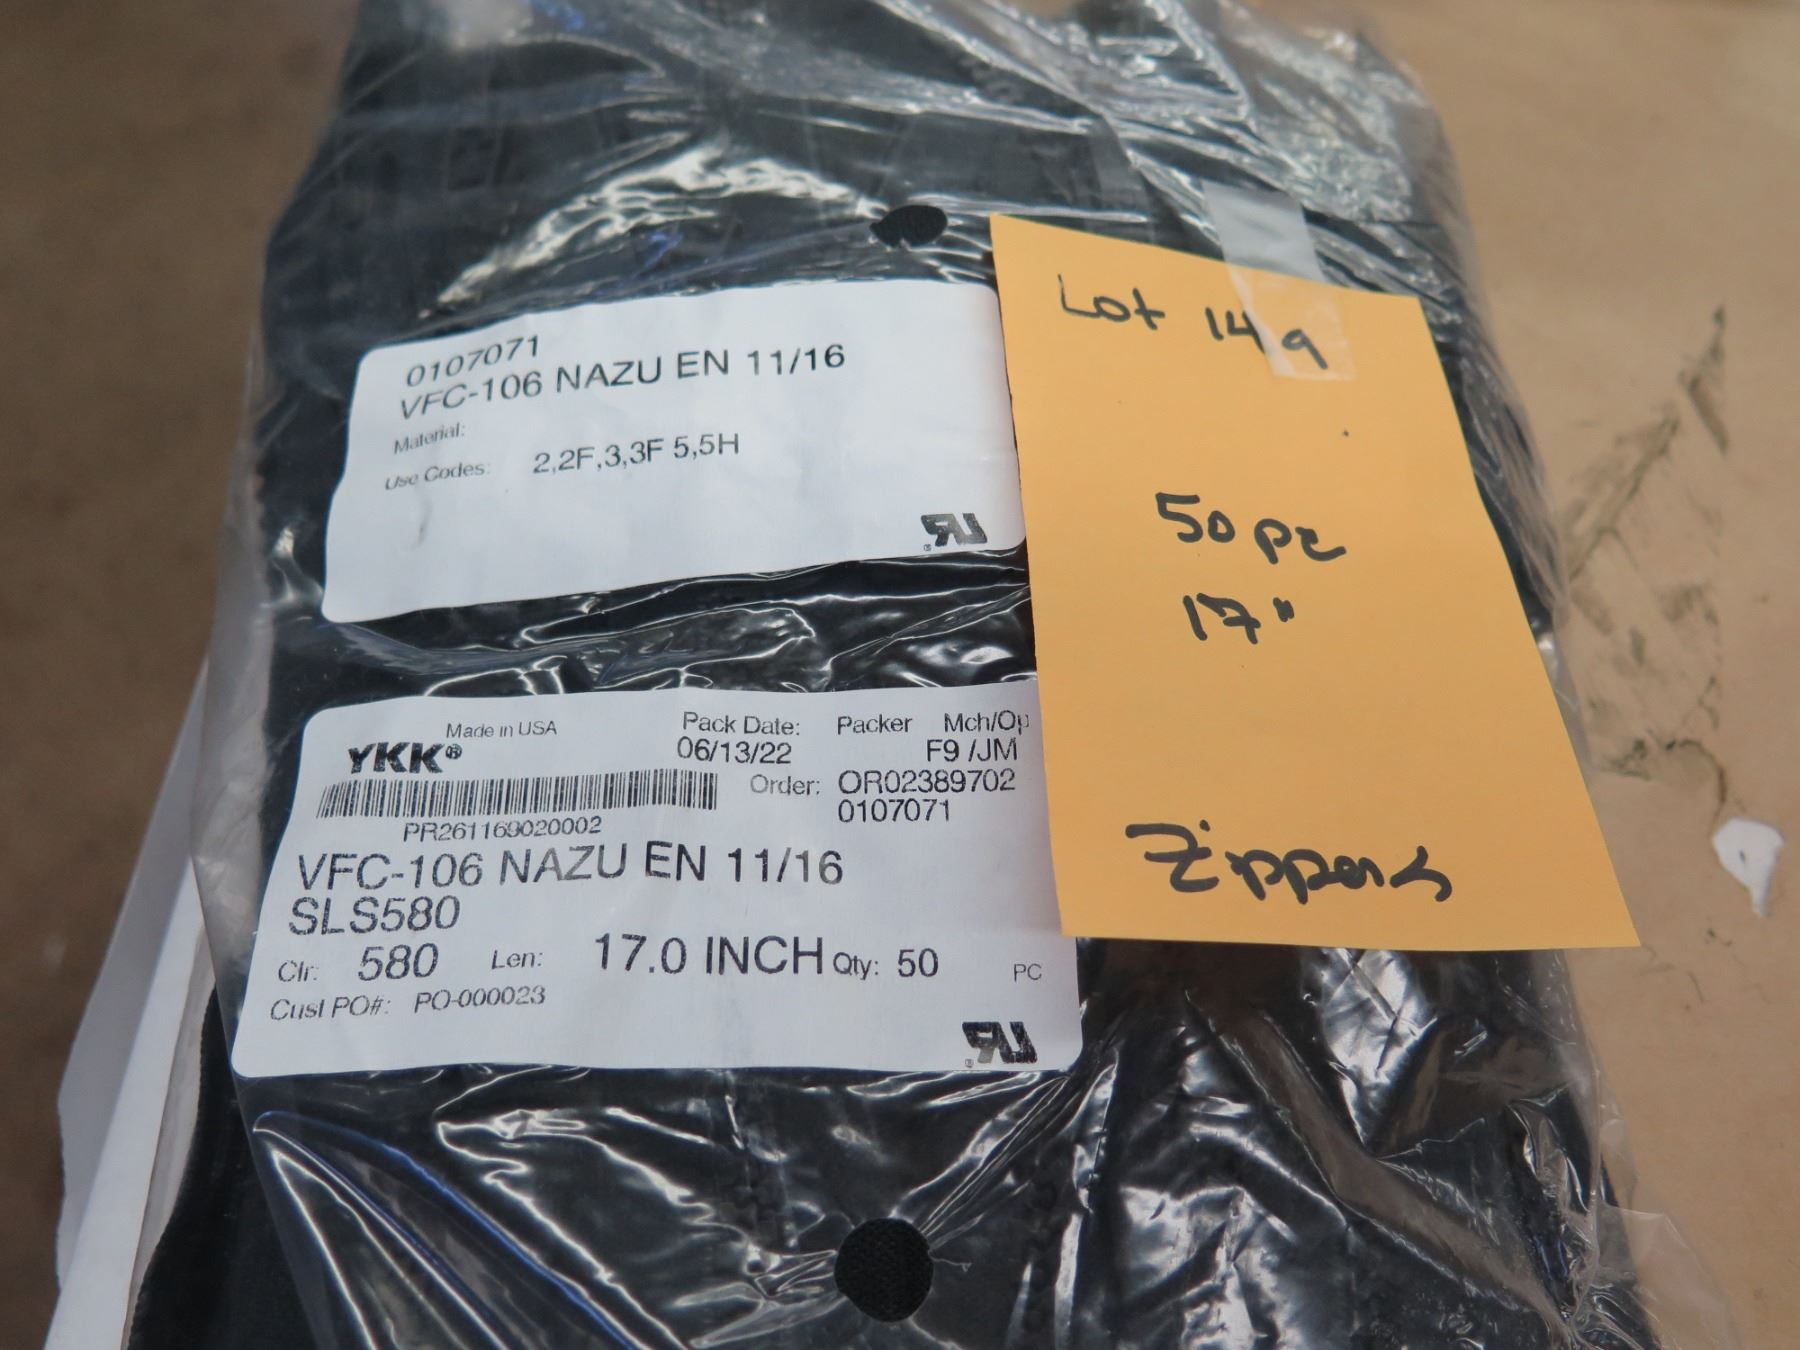 0107071
VFC-106 NAZU EN 11/16
Material:
Use Codes: 2,2F,3,3F 5,5H
Made in USA
YKK®
Pack Date: Packer Mch/Op
06/13/22 F9 /JM
Order: OR02389702
0107071
PR261169020002
VFC-106 NAZU EN 11/16
SLS580
Clr: 580 Len: 17.0 INCH Qty: 50 PC
Cust PO#: PO-000023
Lot 149
50 pc
17"
Zippers